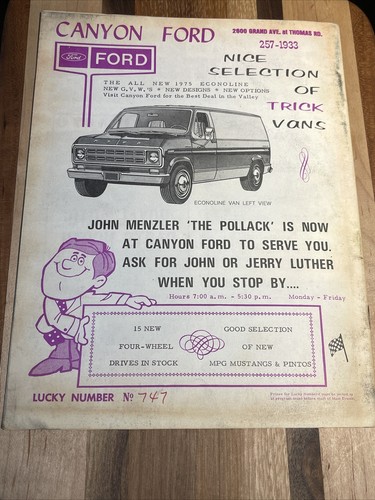 CANYON FORD
2000 GRAND AVE. at THOMAS RD.
257-1933
Ford
FORD
NICE
SELECTION
OF
TRICK
VANS
THE ALL NEW 1975 ECONOLINE
NEW G.V.W.'S * NEW DESIGNS * NEW OPTIONS
Visit Canyon Ford for the Best Deal in the Valley
ECONOLINE VAN LEFT VIEW
JOHN MENZLER 'THE POLLACK' IS NOW
AT CANYON FORD TO SERVE YOU.
ASK FOR JOHN OR JERRY LUTHER
WHEN YOU STOP BY....
Hours 7:00 a.m. - 5:30 p.m. Monday - Friday
15 NEW
FOUR-WHEEL
DRIVES IN STOCK
GOOD SELECTION
OF NEW
MPG MUSTANGS & PINTOS
LUCKY NUMBER No 747